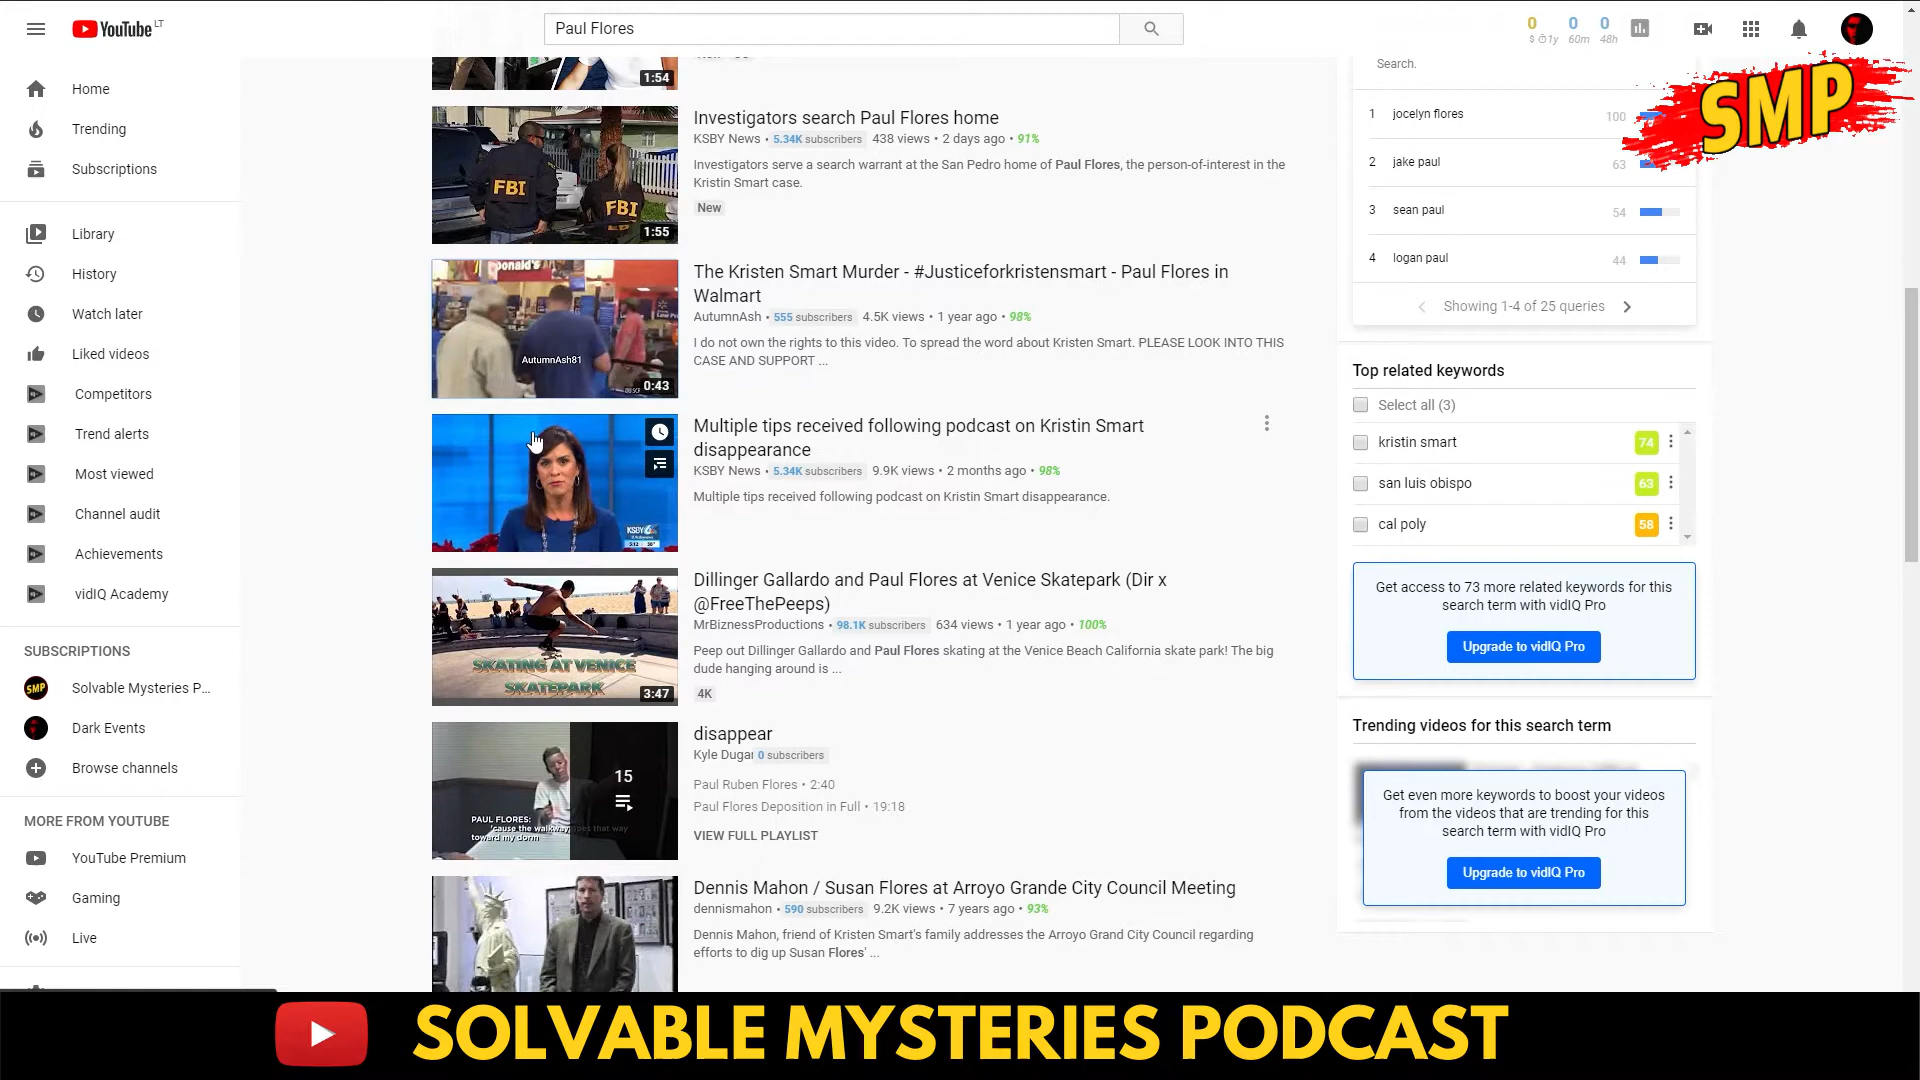 YouTube LT
Paul Flores
0 0 0
$ 1y 60m 48h
Home
Trending
Subscriptions
Library
History
Watch later
Liked videos
Competitors
Trend alerts
Most viewed
Channel audit
Achievements
vidIQ Academy
SUBSCRIPTIONS
Solvable Mysteries P...
Dark Events
Browse channels
MORE FROM YOUTUBE
YouTube Premium
Gaming
Live
1:54
FBI
FBI
1:55
Investigators search Paul Flores home
KSBY News • 5.34K subscribers 438 views • 2 days ago • 91%
Investigators serve a search warrant at the San Pedro home of Paul Flores, the person-of-interest in the
Kristin Smart case.
New
AutumnAsh81
0:43
The Kristen Smart Murder - #Justiceforkristensmart - Paul Flores in
Walmart
AutumnAsh • 555 subscribers 4.5K views • 1 year ago • 98%
I do not own the rights to this video. To spread the word about Kristen Smart. PLEASE LOOK INTO THIS
CASE AND SUPPORT ...
KSBY 6
Multiple tips received following podcast on Kristin Smart
disappearance
KSBY News • 5.34K subscribers 9.9K views • 2 months ago • 98%
Multiple tips received following podcast on Kristin Smart disappearance.
SKATING AT VENICE
SKATEPARK
3:47
Dillinger Gallardo and Paul Flores at Venice Skatepark (Dir x
@FreeThePeeps)
MrBiznessProductions • 98.1K subscribers 634 views • 1 year ago • 100%
Peep out Dillinger Gallardo and Paul Flores skating at the Venice Beach California skate park! The big
dude hanging around is ...
4K
15
PAUL FLORES:
'cause the walkway goes that way
toward my dorm
disappear
Kyle Dugar 0 subscribers
Paul Ruben Flores • 2:40
Paul Flores Deposition in Full • 19:18
VIEW FULL PLAYLIST
Dennis Mahon / Susan Flores at Arroyo Grande City Council Meeting
dennismahon • 590 subscribers 9.2K views • 7 years ago • 93%
Dennis Mahon, friend of Kristen Smart's family addresses the Arroyo Grand City Council regarding
efforts to dig up Susan Flores' ...
Search.
1 jocelyn flores 100
2 jake paul 63
3 sean paul 54
4 logan paul 44
Showing 1-4 of 25 queries
Top related keywords
Select all (3)
kristin smart 74
san luis obispo 63
cal poly 58
Get access to 73 more related keywords for this
search term with vidIQ Pro
Upgrade to vidIQ Pro
Trending videos for this search term
Get even more keywords to boost your videos
from the videos that are trending for this
search term with vidIQ Pro
Upgrade to vidIQ Pro
SMP
SMP
SOLVABLE MYSTERIES PODCAST